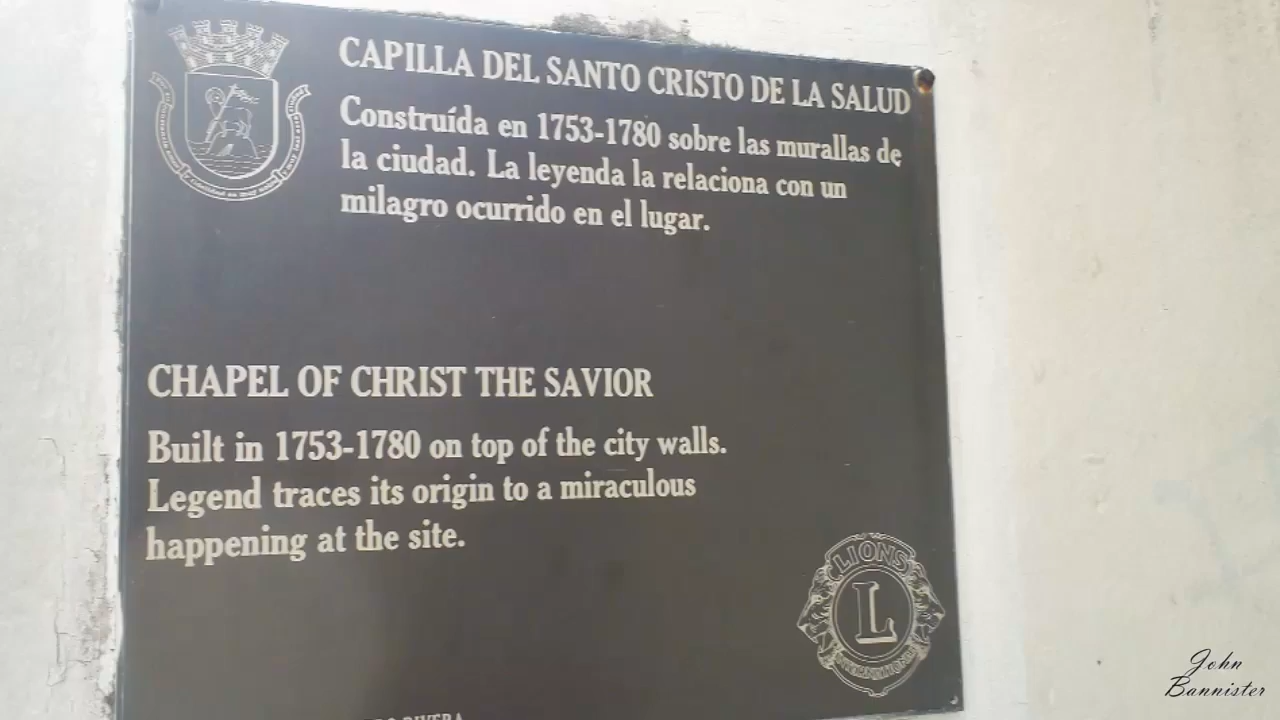 CAPILLA DEL SANTO CRISTO DE LA SALUD
Construída en 1753-1780 sobre las murallas de
la ciudad. La leyenda la relaciona con un
milagro ocurrido en el lugar.
CHAPEL OF CHRIST THE SAVIOR
Built in 1753-1780 on top of the city walls.
Legend traces its origin to a miraculous
happening at the site.
LIONS
L
INTERNATIONAL
RIVERA
John
Bannister